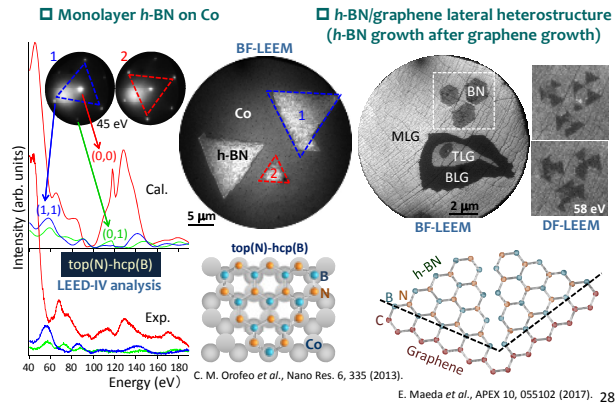 ❑ Monolayer h-BN on Co
❑ h-BN/graphene lateral heterostructure
(h-BN growth after graphene growth)
1
2
45 eV
Intensity (arb. units)
(0,0)
Cal.
(1,1)
(0,1)
top(N)-hcp(B)
LEED-IV analysis
Exp.
40 60 80 100 120 140 160 180
Energy (eV)
BF-LEEM
Co
1
h-BN
2
5 μm
top(N)-hcp(B)
B
N
Co
C. M. Orofeo et al., Nano Res. 6, 335 (2013).
BN
MLG
TLG
BLG
2 μm
BF-LEEM
58 eV
DF-LEEM
h-BN
B
N
C
Graphene
E. Maeda et al., APEX 10, 055102 (2017).
28